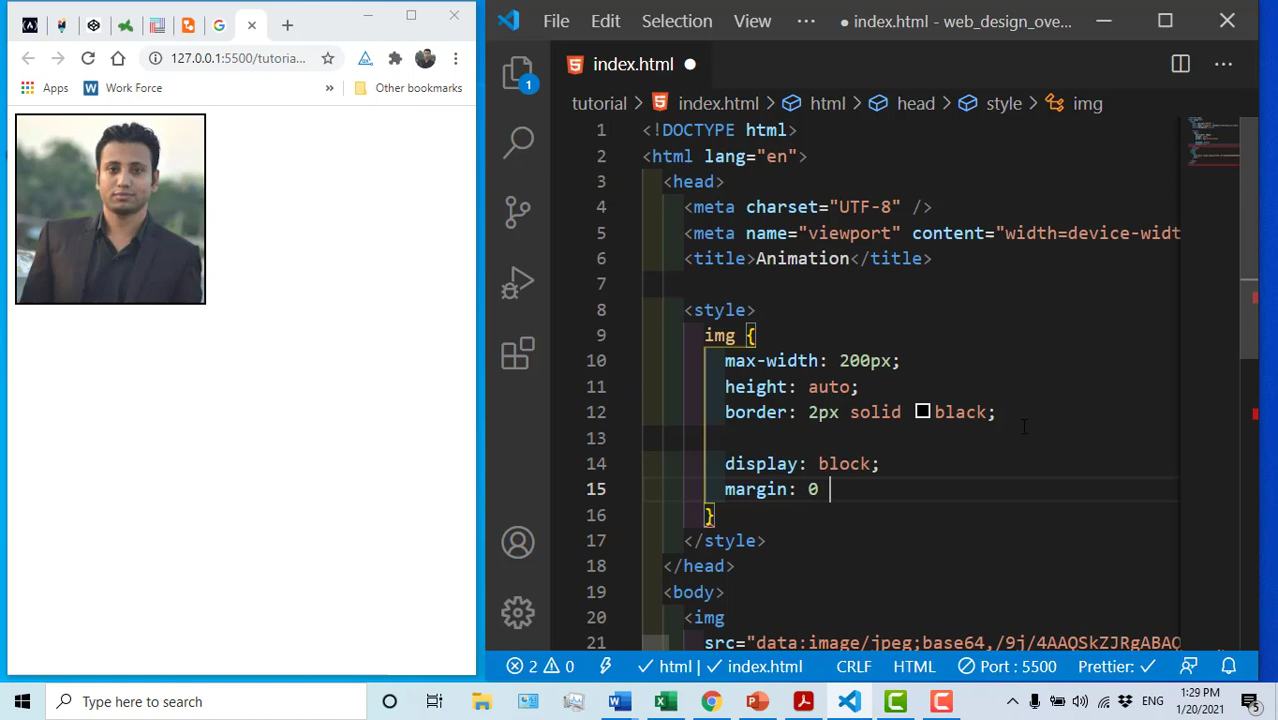 127.0.0.1:5500/tutoria...
Apps
Work Force
»
Other bookmarks
File Edit Selection View ··· ● index.html - web_design_ove...
1
index.html ●
tutorial > index.html > html > head > style > img
1 <!DOCTYPE html>
2 <html lang="en">
3 <head>
4 <meta charset="UTF-8" />
5 <meta name="viewport" content="width=device-widt
6 <title>Animation</title>
7
8 <style>
9 img {
10 max-width: 200px;
11 height: auto;
12 border: 2px solid black;
13
14 display: block;
15 margin: 0
16 }
17 </style>
18 </head>
19 <body>
20 <img
21 src="data:image/jpeg;base64,/9j/4AAQSkZJRgABAQ
2 0 html | index.html CRLF HTML Port : 5500 Prettier:
Type here to search
ENG
1:29 PM
1/20/2021
5